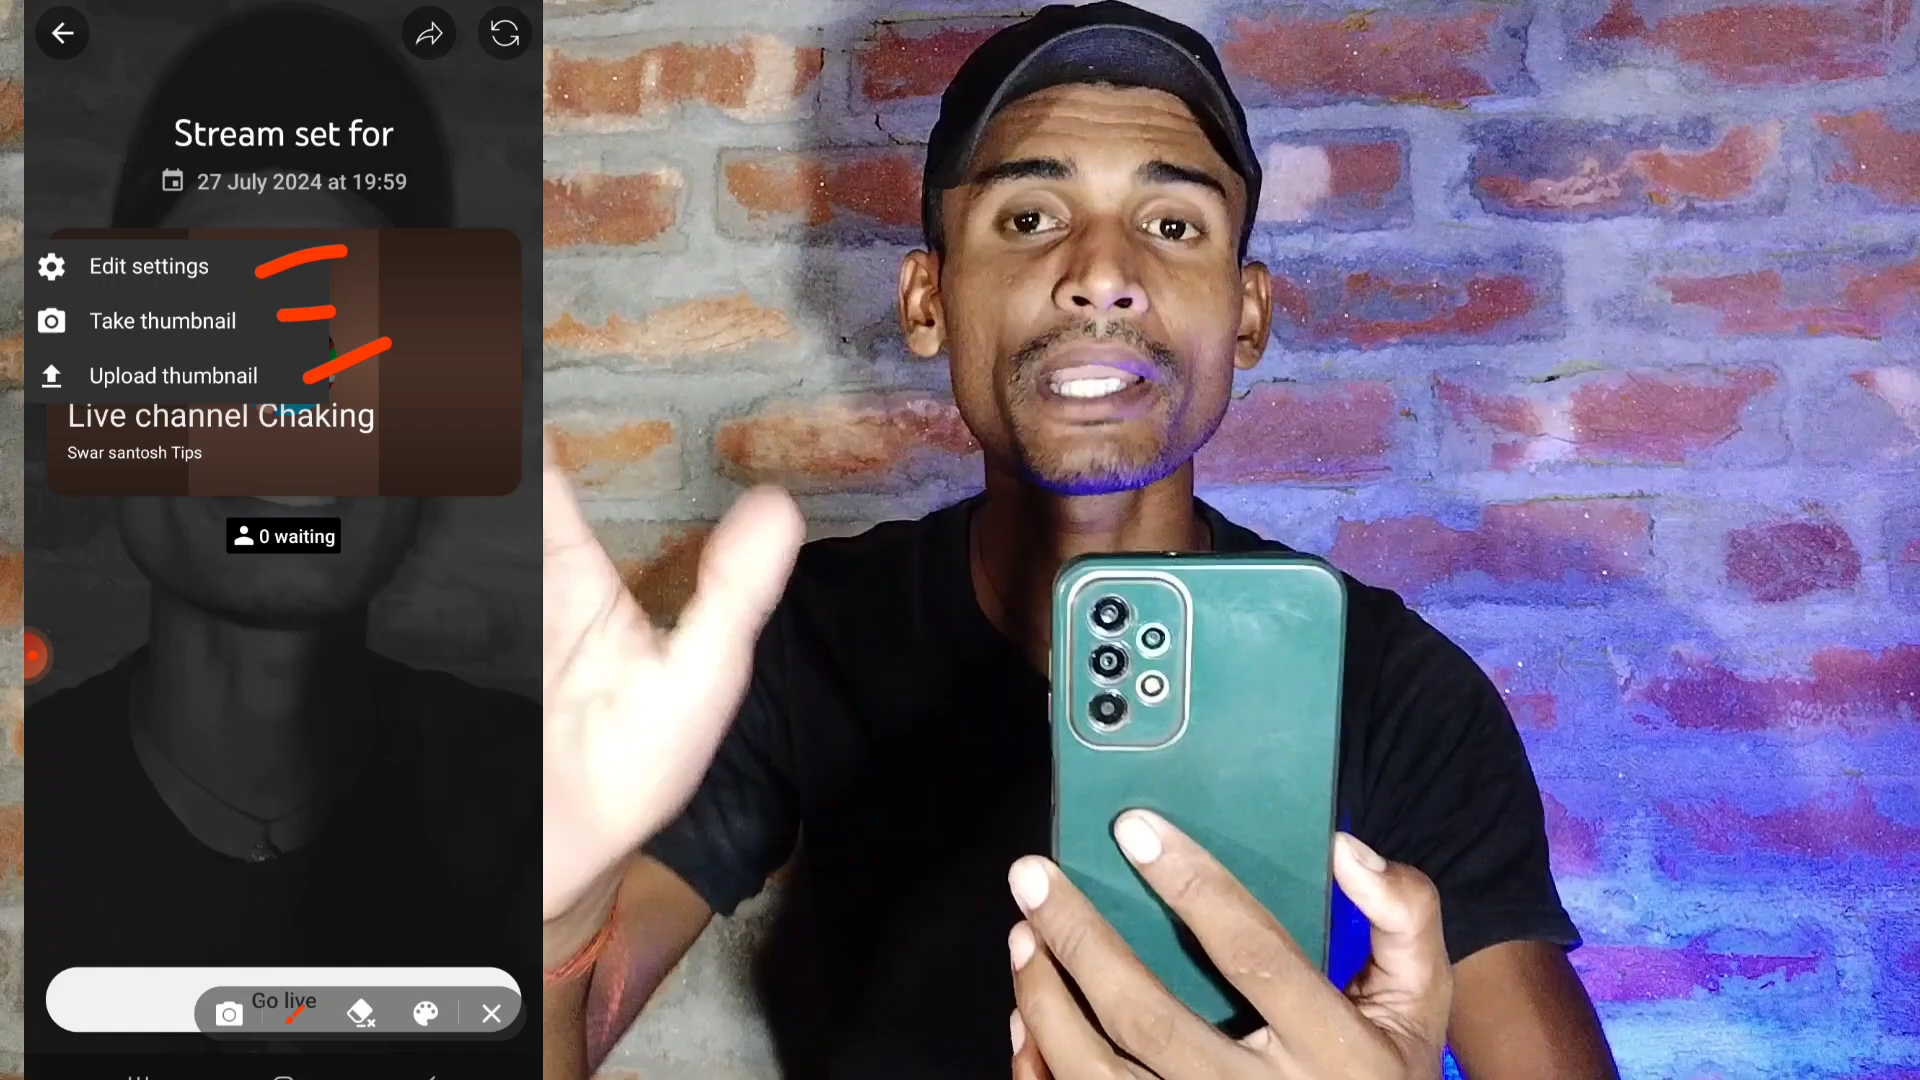 Stream set for
27 July 2024 at 19:59
Edit settings
Take thumbnail
Upload thumbnail
Live channel Chaking
Swar santosh Tips
0 waiting
Go live